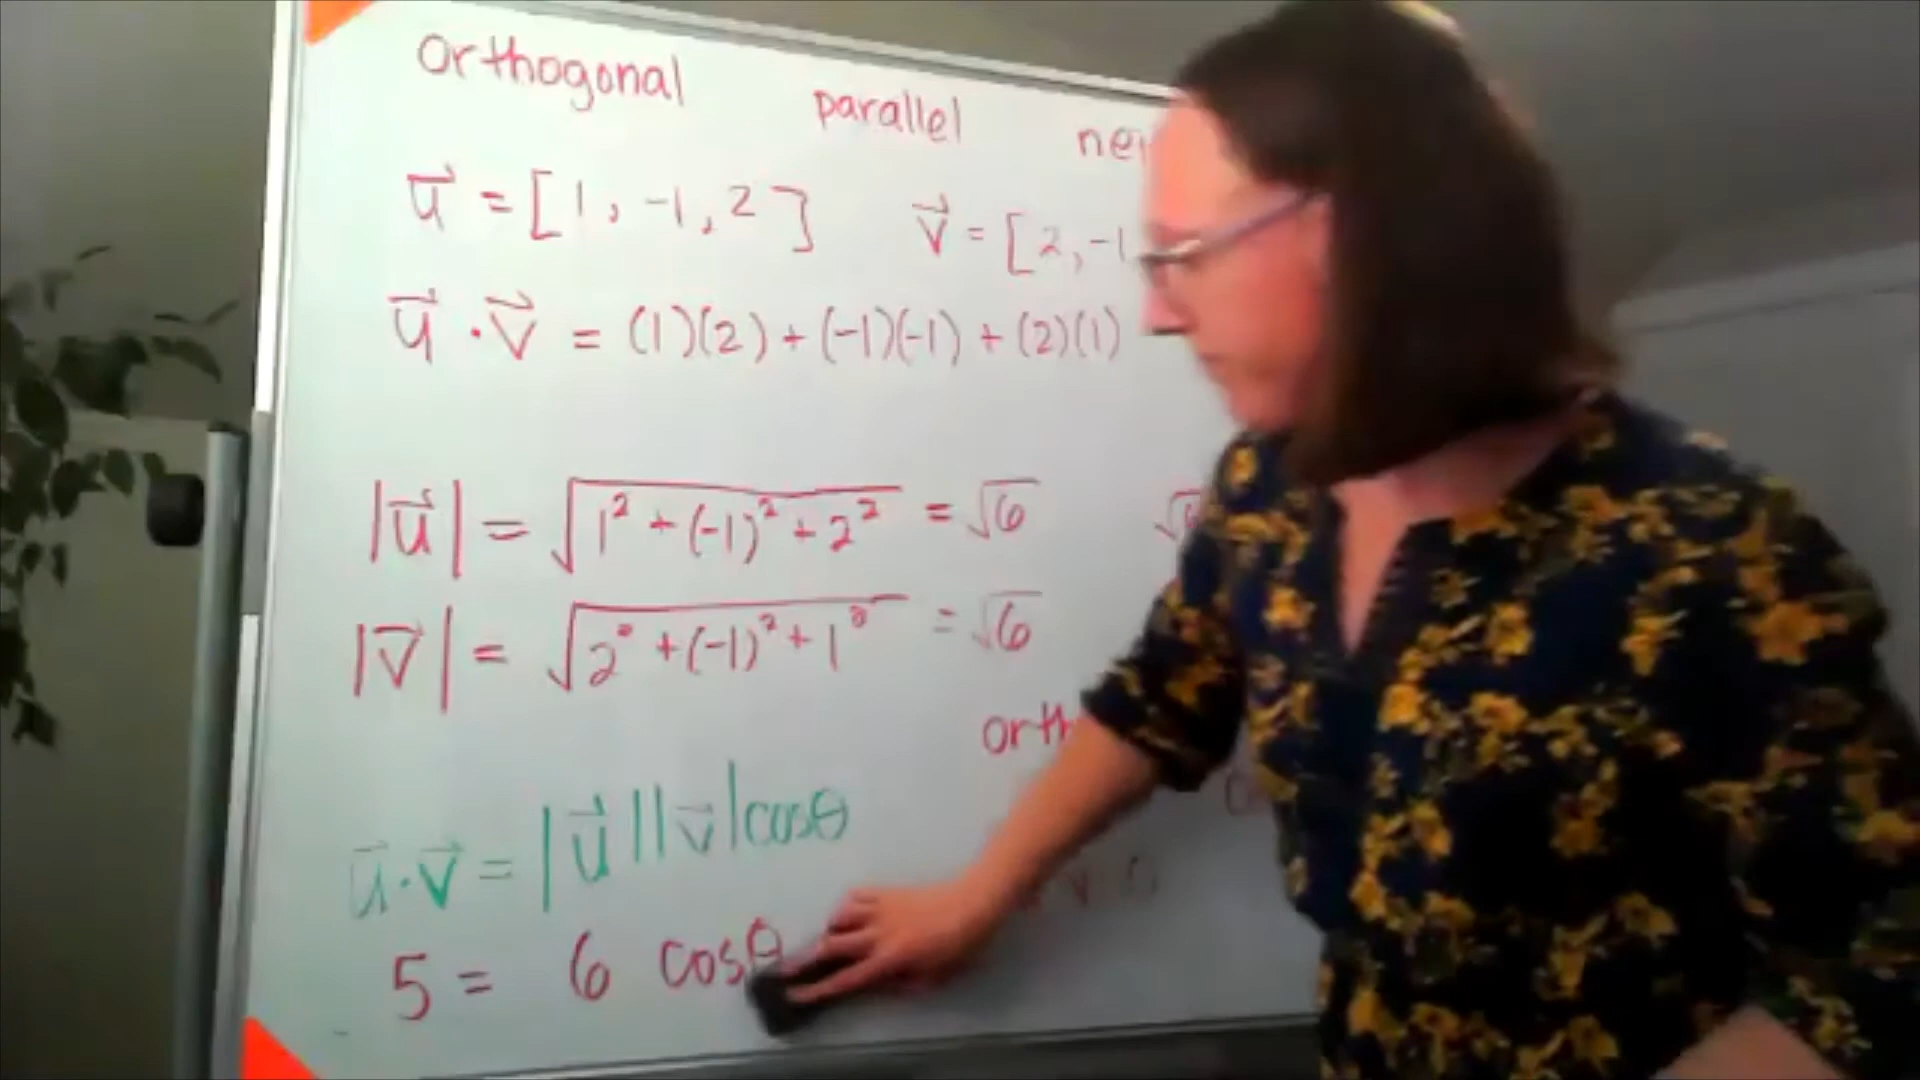 Orthogonal parallel
u⃗ = [1, -1, 2] v⃗ = [2, -1
u⃗ · v⃗ = (1)(2) + (-1)(-1) + (2)(1)
|u⃗| = √(1² + (-1)² + 2²) = √6
|v⃗| = √(2² + (-1)² + 1²) = √6
orth
u⃗ · v⃗ = |u⃗||v⃗|cosθ
5 = 6 cosθ